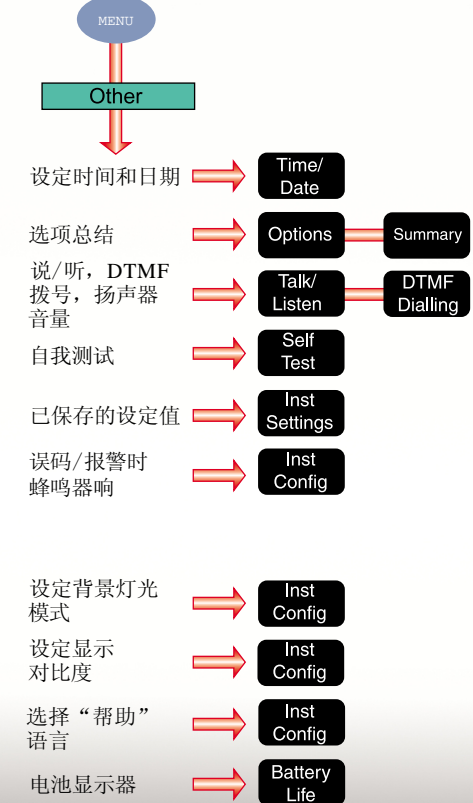 MENU
Other
设定时间和日期
Time/
Date
选项总结
Options
Summary
说/听，DTMF
拨号，扬声器
音量
Talk/
Listen
DTMF
Dialling
自我测试
Self
Test
已保存的设定值
Inst
Settings
误码/报警时
蜂鸣器响
Inst
Config
设定背景灯光
模式
Inst
Config
设定显示
对比度
Inst
Config
选择“帮助”
语言
Inst
Config
电池显示器
Battery
Life